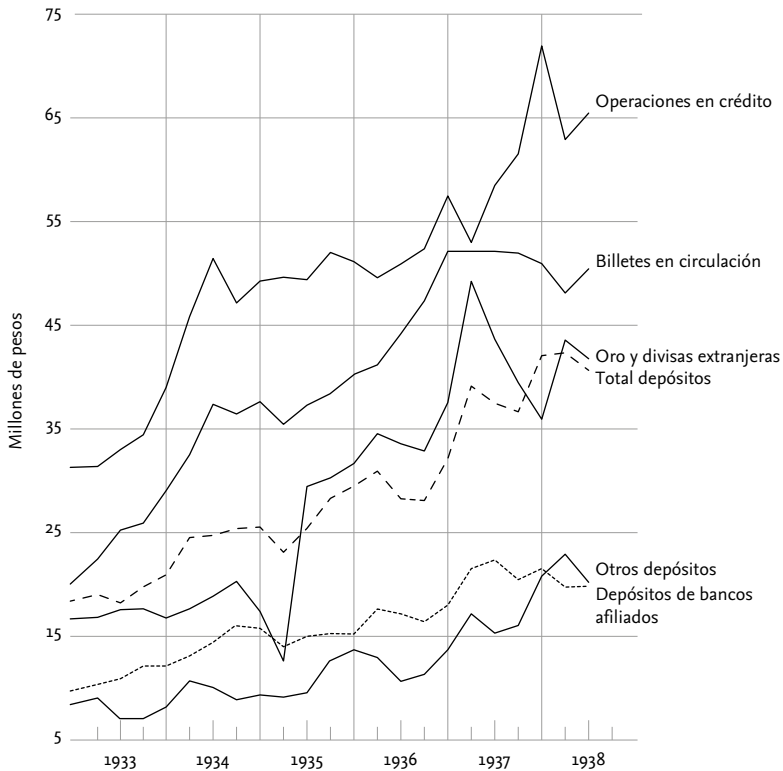 75
65
55
45
35
25
15
5
Millones de pesos
Operaciones en crédito
Billetes en circulación
Oro y divisas extranjeras
Total depósitos
Otros depósitos
Depósitos de bancos
afiliados
1933 1934 1935 1936 1937 1938